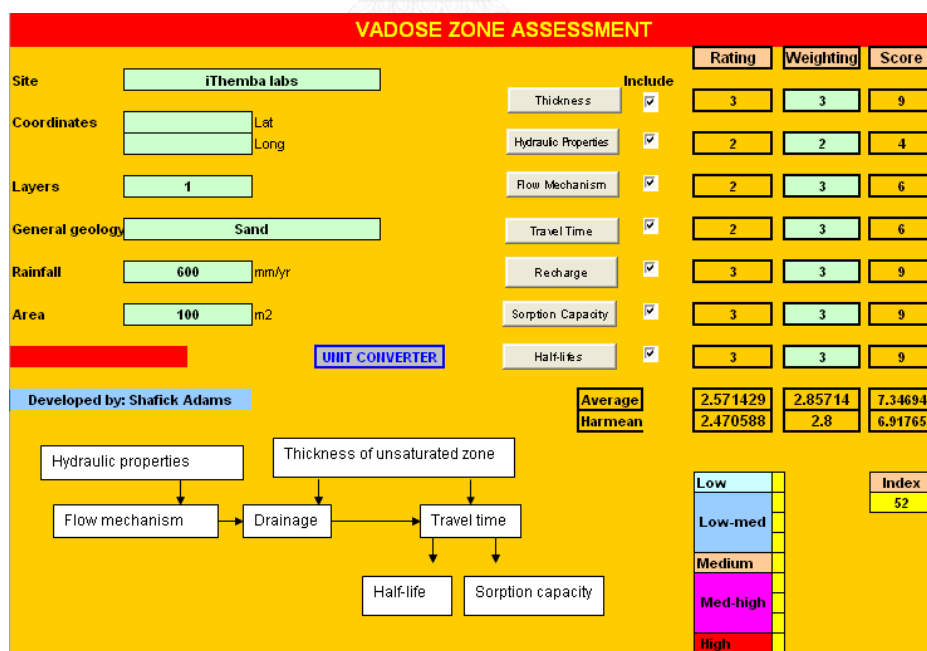 VADOSE ZONE ASSESSMENT
Rating Weighting Score
Site iThemba labs Include
Thickness 3 3 9
Coordinates Lat
Long
Hydraulic Properties 2 2 4
Layers 1 Flow Mechanism 2 3 6
General geology Sand Travel Time 2 3 6
Rainfall 600 mm/yr Recharge 3 3 9
Area 100 m2 Sorption Capacity 3 3 9
UNIT CONVERTER Half-lifes 3 3 9
Developed by: Shafick Adams Average 2.571429 2.85714 7.34694
Harmean 2.470588 2.8 6.91765
Hydraulic properties
Thickness of unsaturated zone
Flow mechanism
Drainage
Travel time
Half-life
Sorption capacity
Low
Low-med
Medium
Med-high
High
Index
52